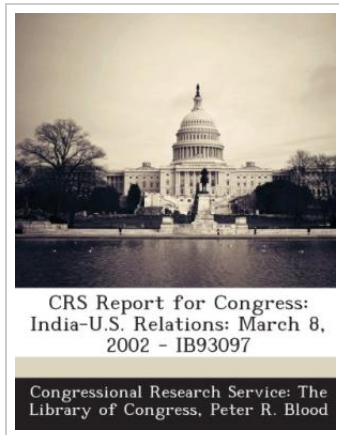 CRS Report for Congress:
India-U.S. Relations: March 8,
2002 - IB93097
Congressional Research Service: The
Library of Congress, Peter R. Blood